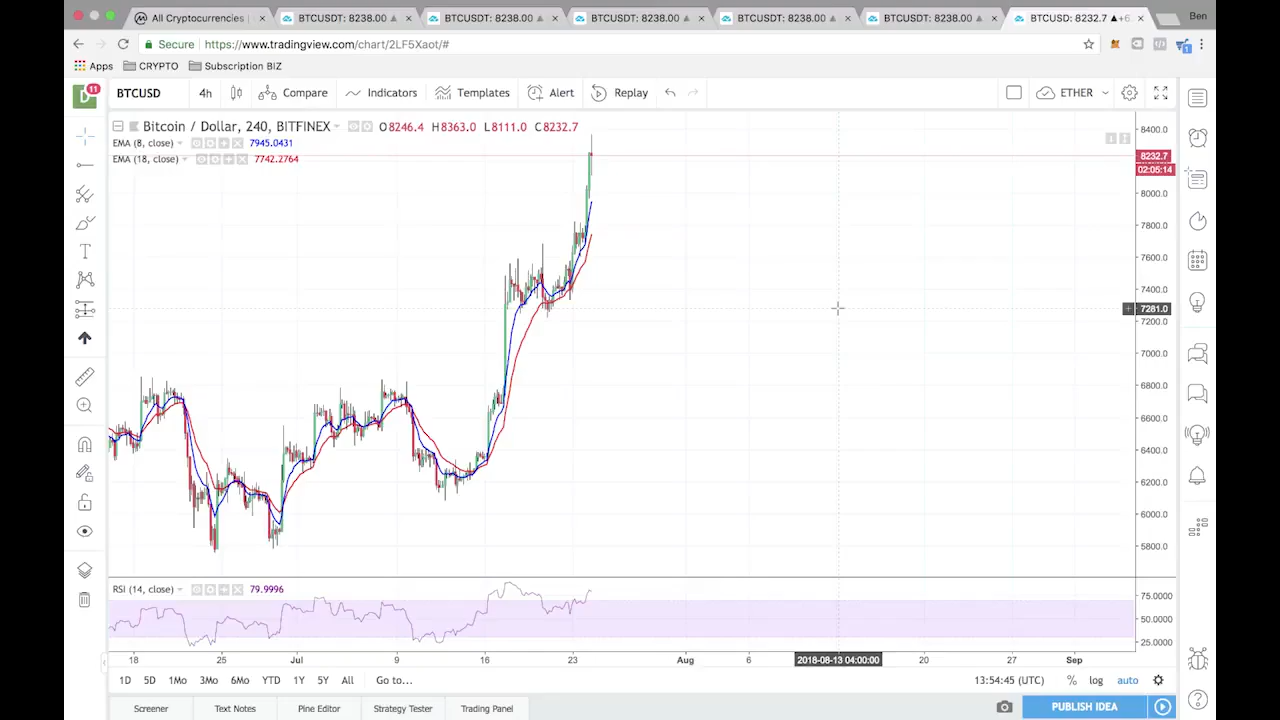 All Cryptocurrencies
BTCUSDT: 8238.00
BTCUSDT: 8238.00
BTCUSDT: 8238.00
BTCUSDT: 8238.00
BTCUSDT: 8238.00
BTCUSD: 8232.7 ▲+6
Ben
Secure https://www.tradingview.com/chart/2LF5Xaot/#
Apps CRYPTO Subscription BIZ
11
BTCUSD 4h Compare Indicators Templates Alert Replay ETHER
Bitcoin / Dollar, 240, BITFINEX O8246.4 H8363.0 L8111.0 C8232.7
EMA (8, close) 7945.0431
EMA (18, close) 7742.2764
8400.0
8232.7
02:05:14
8000.0
7800.0
7600.0
7400.0
7281.0
7200.0
7000.0
6800.0
6600.0
6400.0
6200.0
6000.0
5800.0
RSI (14, close) 79.9996
75.0000
50.0000
25.0000
18 25 Jul 9 16 23 Aug 6 2018-08-13 04:00:00 20 27 Sep
1D 5D 1Mo 3Mo 6Mo YTD 1Y 5Y All Go to... 13:54:45 (UTC) % log auto
Screener Text Notes Pine Editor Strategy Tester Trading Panel PUBLISH IDEA